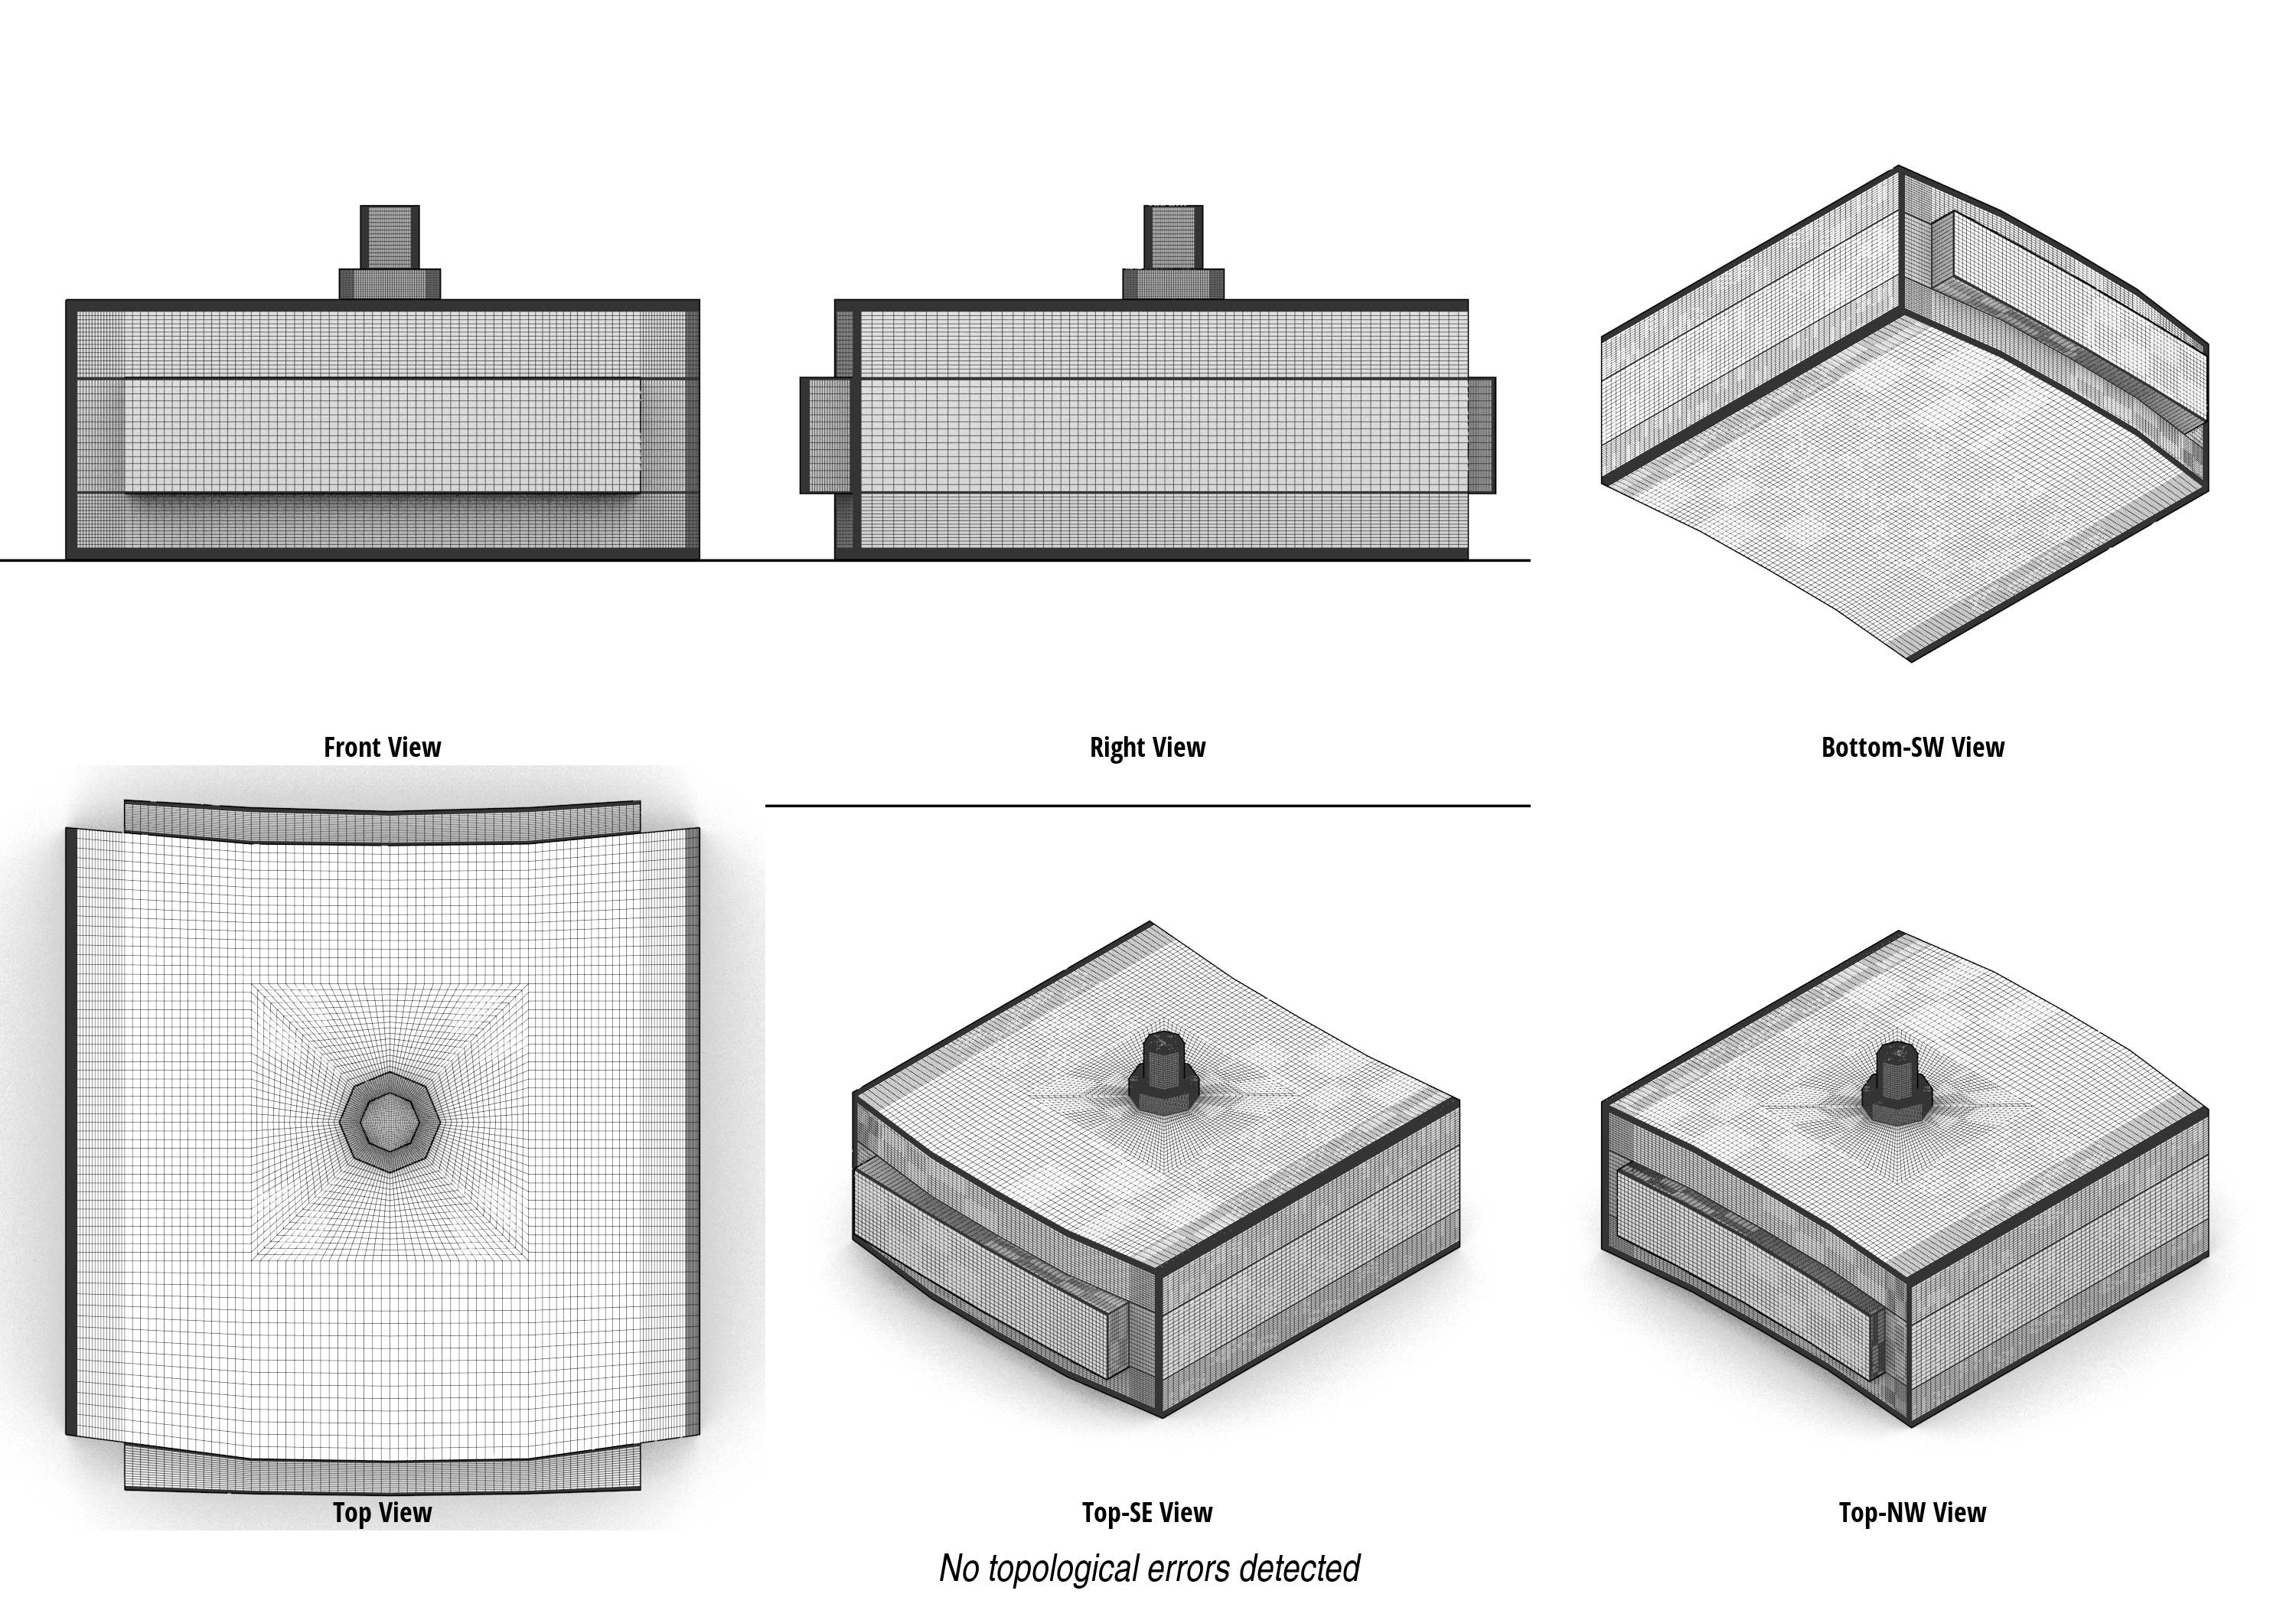 Front View
Right View
Bottom-SW View
Top View
Top-SE View
Top-NW View
No topological errors detected